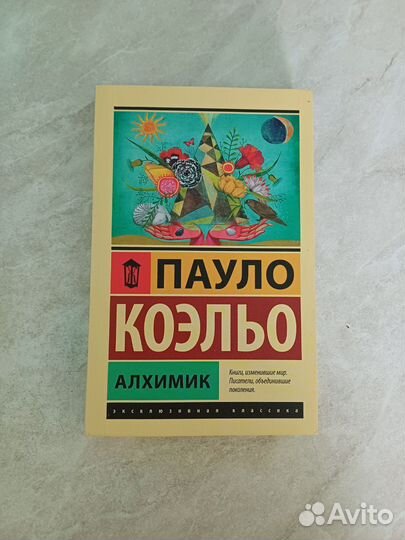 ПАУЛО
КОЭЛЬО
АЛХИМИК
Книги, изменившие мир.
Писатели, объединившие
поколения.
эксклюзивная классика
Avito